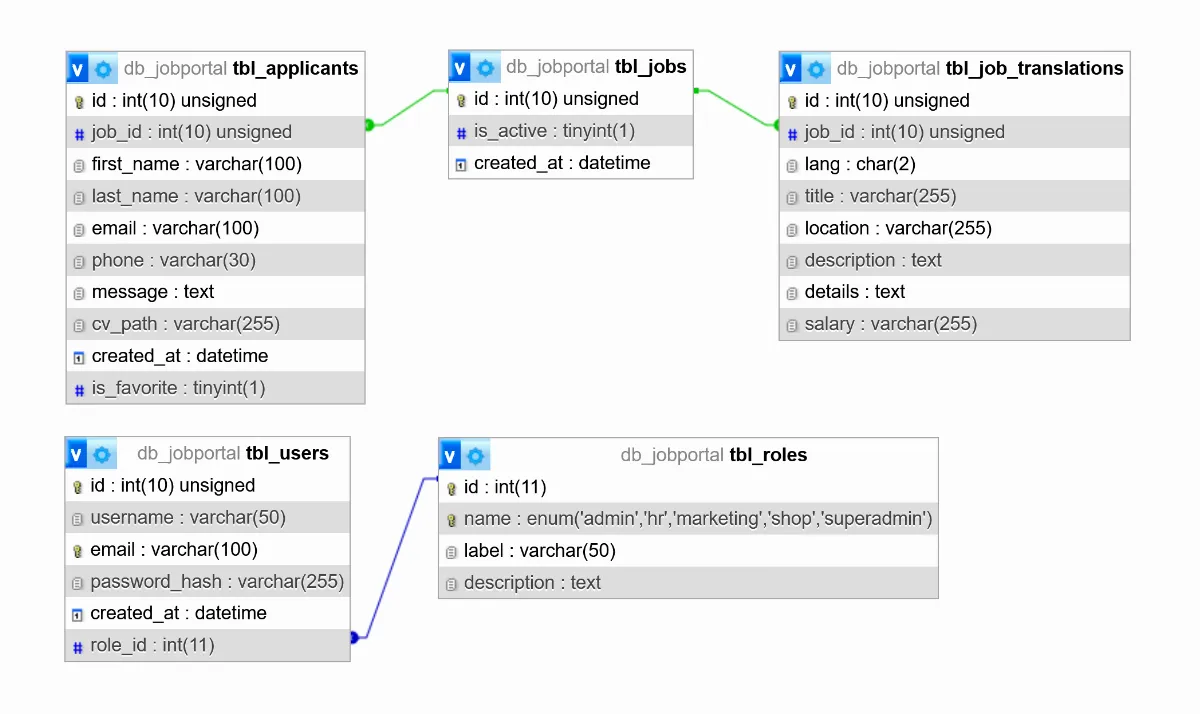 v db_jobportal tbl_applicants
id : int(10) unsigned
# job_id : int(10) unsigned
first_name : varchar(100)
last_name : varchar(100)
email : varchar(100)
phone : varchar(30)
message : text
cv_path : varchar(255)
created_at : datetime
# is_favorite : tinyint(1)
v db_jobportal tbl_jobs
id : int(10) unsigned
# is_active : tinyint(1)
created_at : datetime
v db_jobportal tbl_job_translations
id : int(10) unsigned
# job_id : int(10) unsigned
lang : char(2)
title : varchar(255)
location : varchar(255)
description : text
details : text
salary : varchar(255)
v db_jobportal tbl_users
id : int(10) unsigned
username : varchar(50)
email : varchar(100)
password_hash : varchar(255)
created_at : datetime
# role_id : int(11)
v db_jobportal tbl_roles
id : int(11)
name : enum('admin','hr','marketing','shop','superadmin')
label : varchar(50)
description : text